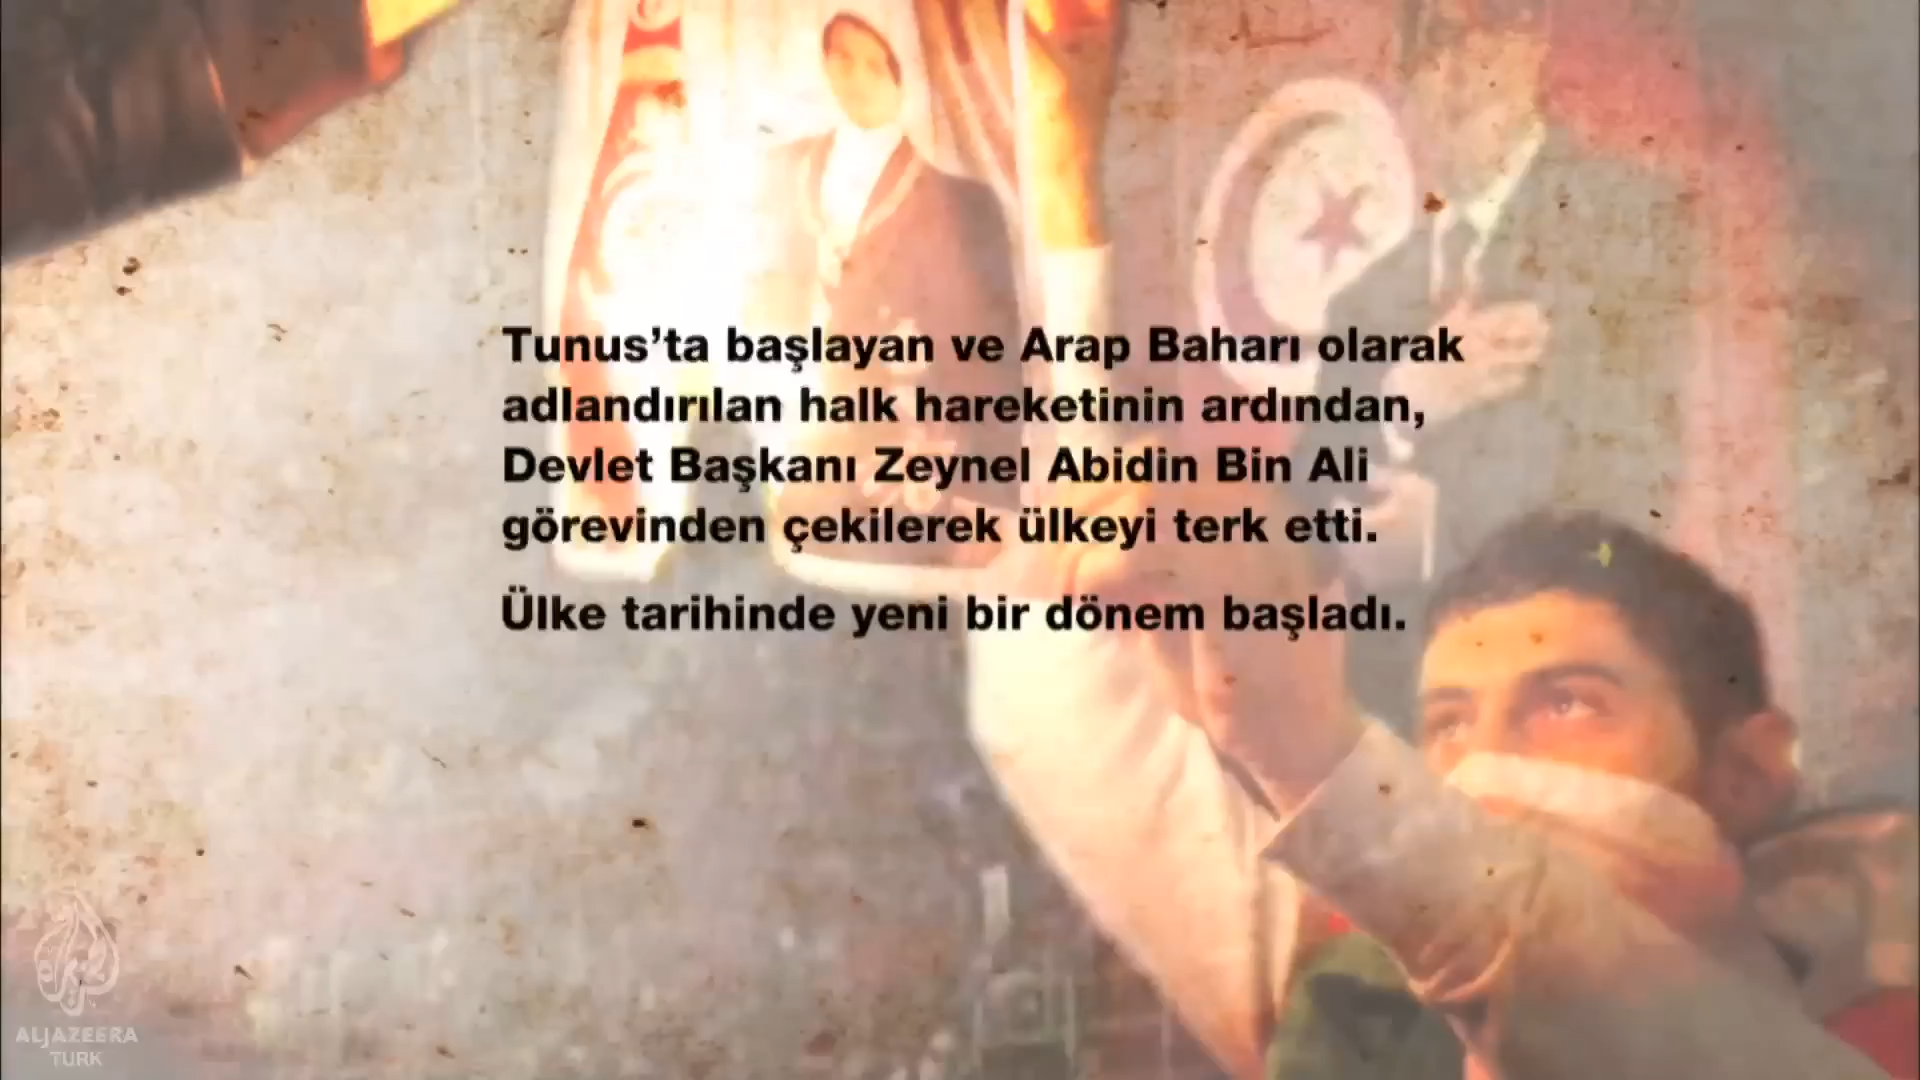 Tunus’ta başlayan ve Arap Baharı olarak
adlandırılan halk hareketinin ardından,
Devlet Başkanı Zeynel Abidin Bin Ali
görevinden çekilerek ülkeyi terk etti.
Ülke tarihinde yeni bir dönem başladı.
ALJAZEERA
TURK